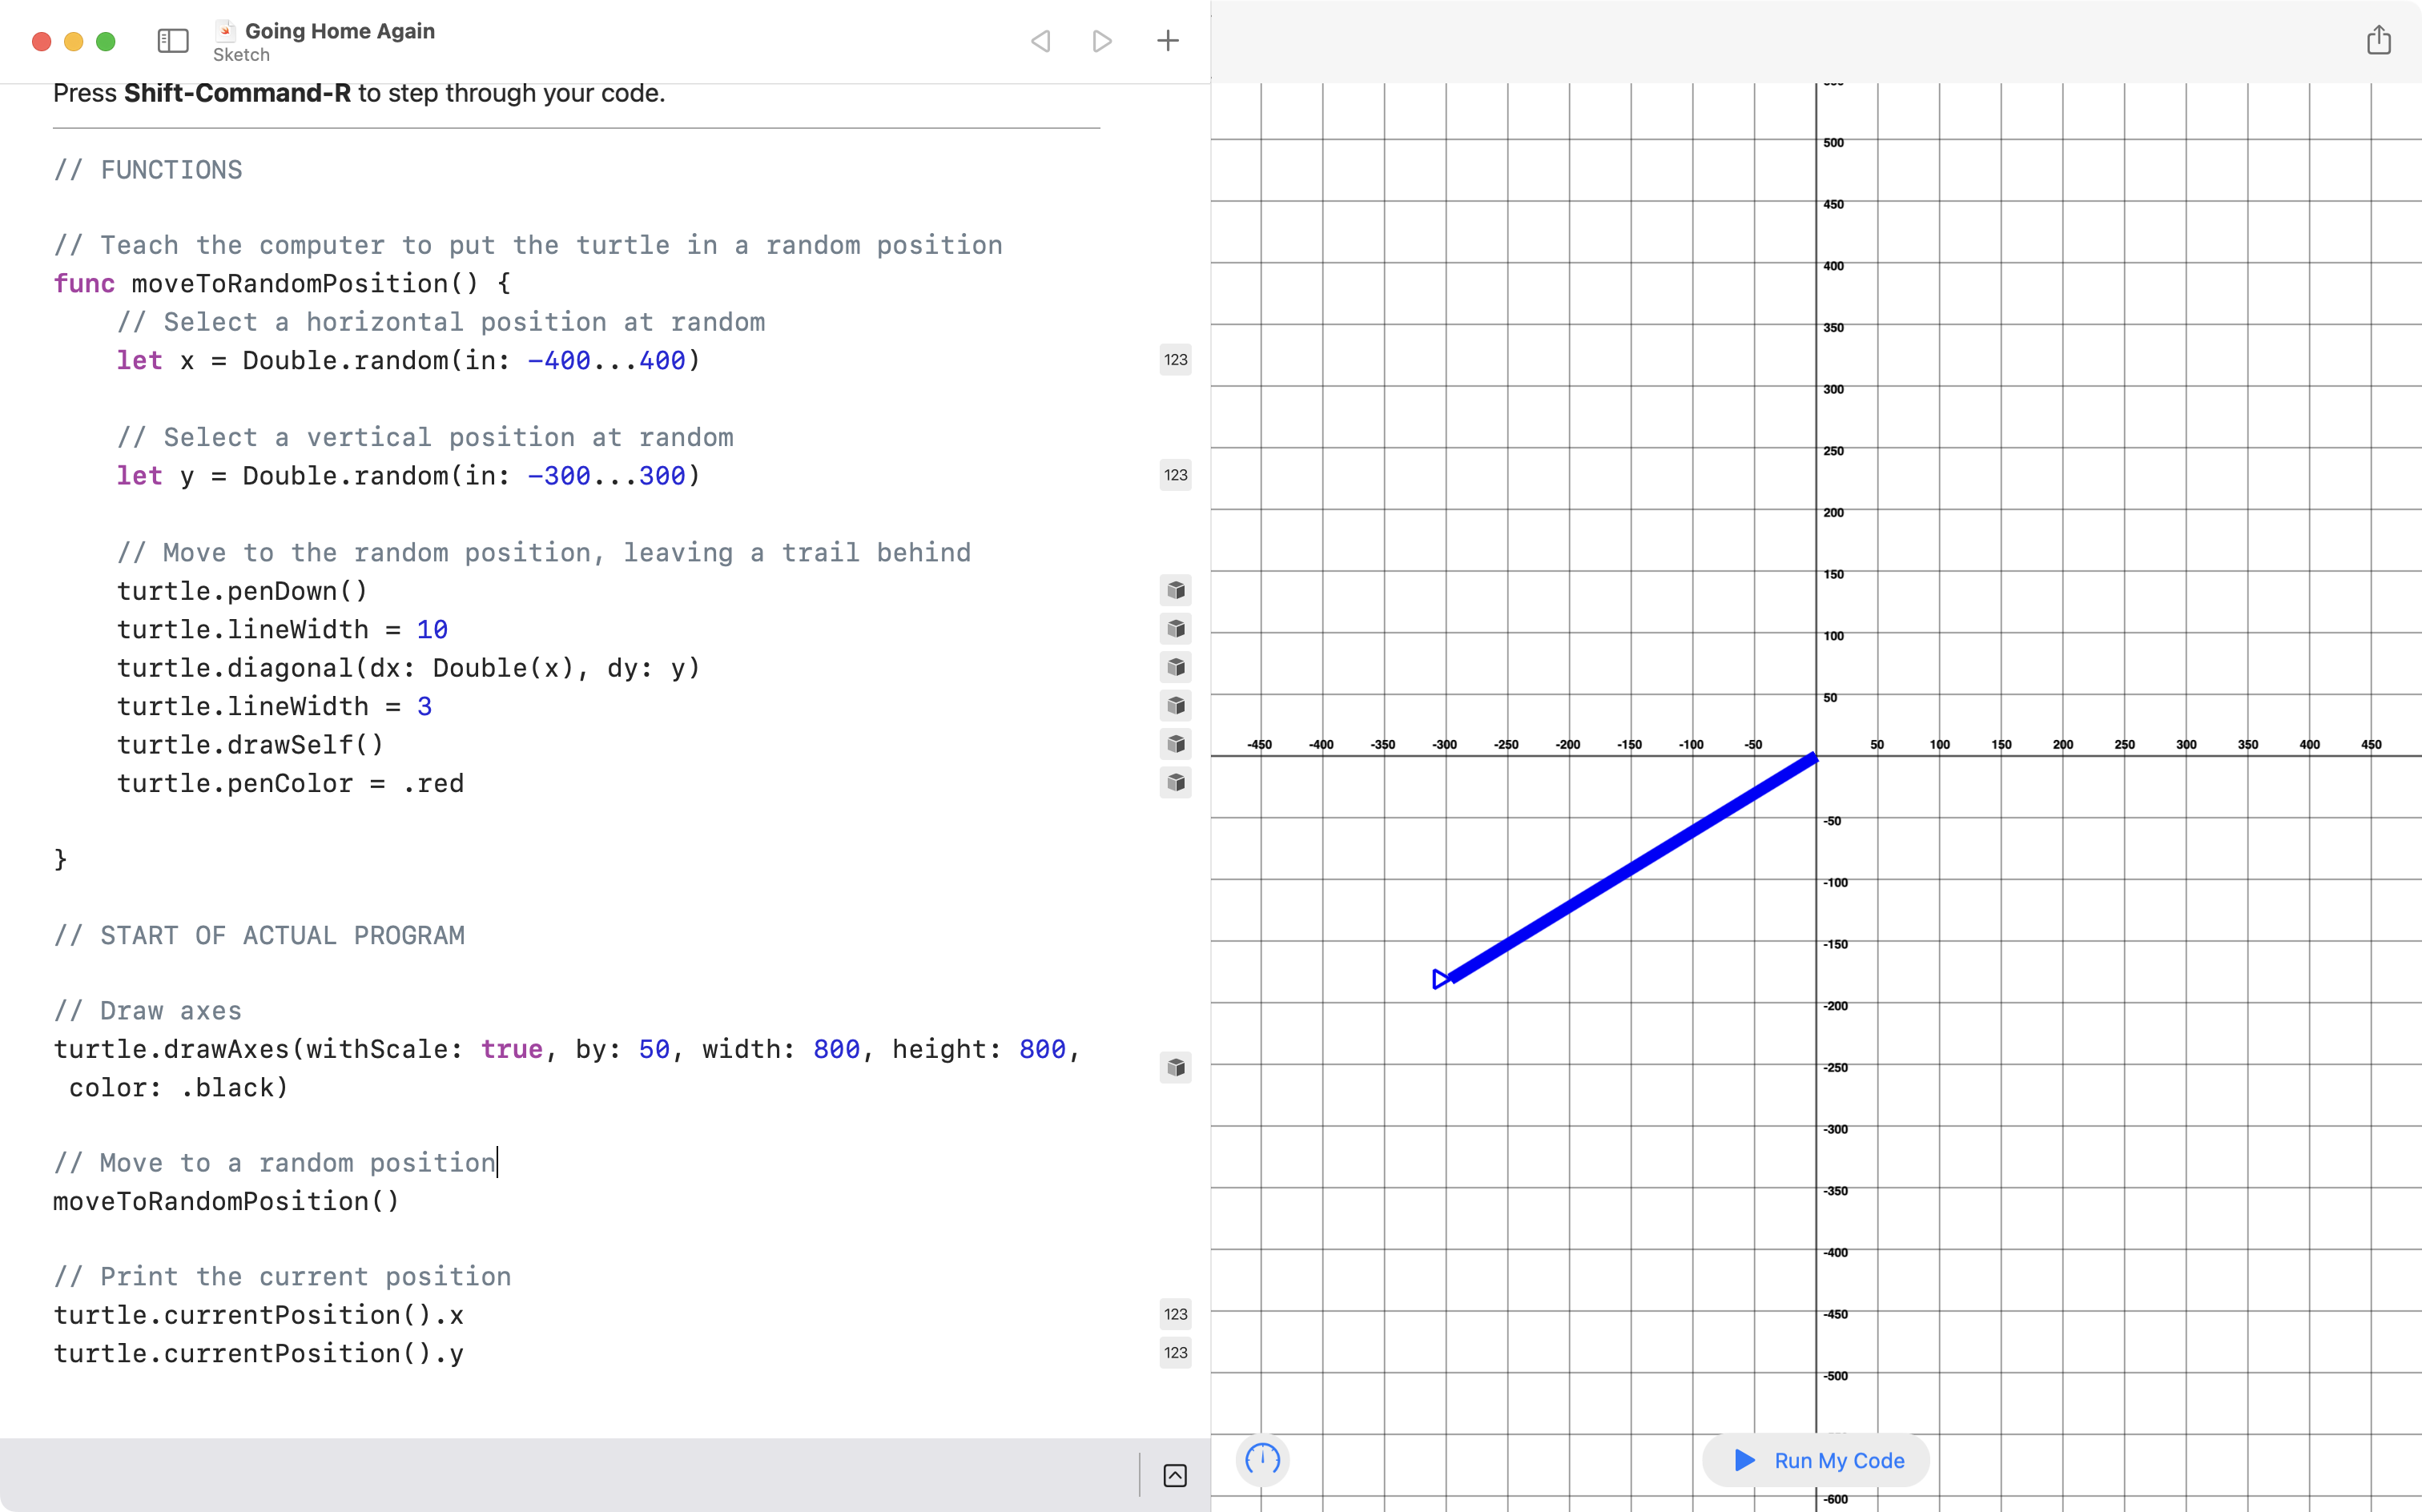 Going Home Again
Sketch
Press Shift-Command-R to step through your code.
// FUNCTIONS
// Teach the computer to put the turtle in a random position
func moveToRandomPosition() {
// Select a horizontal position at random
let x = Double.random(in: -400...400)
123
// Select a vertical position at random
let y = Double.random(in: -300...300)
123
// Move to the random position, leaving a trail behind
turtle.penDown()
turtle.lineWidth = 10
turtle.diagonal(dx: Double(x), dy: y)
turtle.lineWidth = 3
turtle.drawSelf()
turtle.penColor = .red
}
// START OF ACTUAL PROGRAM
// Draw axes
turtle.drawAxes(withScale: true, by: 50, width: 800, height: 800,
color: .black)
// Move to a random position
moveToRandomPosition()
// Print the current position
turtle.currentPosition().x
123
turtle.currentPosition().y
123
500
450
400
350
300
250
200
150
100
50
-450 -400 -350 -300 -250 -200 -150 -100 -50 50 100 150 200 250 300 350 400 450
-50
-100
-150
-200
-250
-300
-350
-400
-450
-500
Run My Code
-600